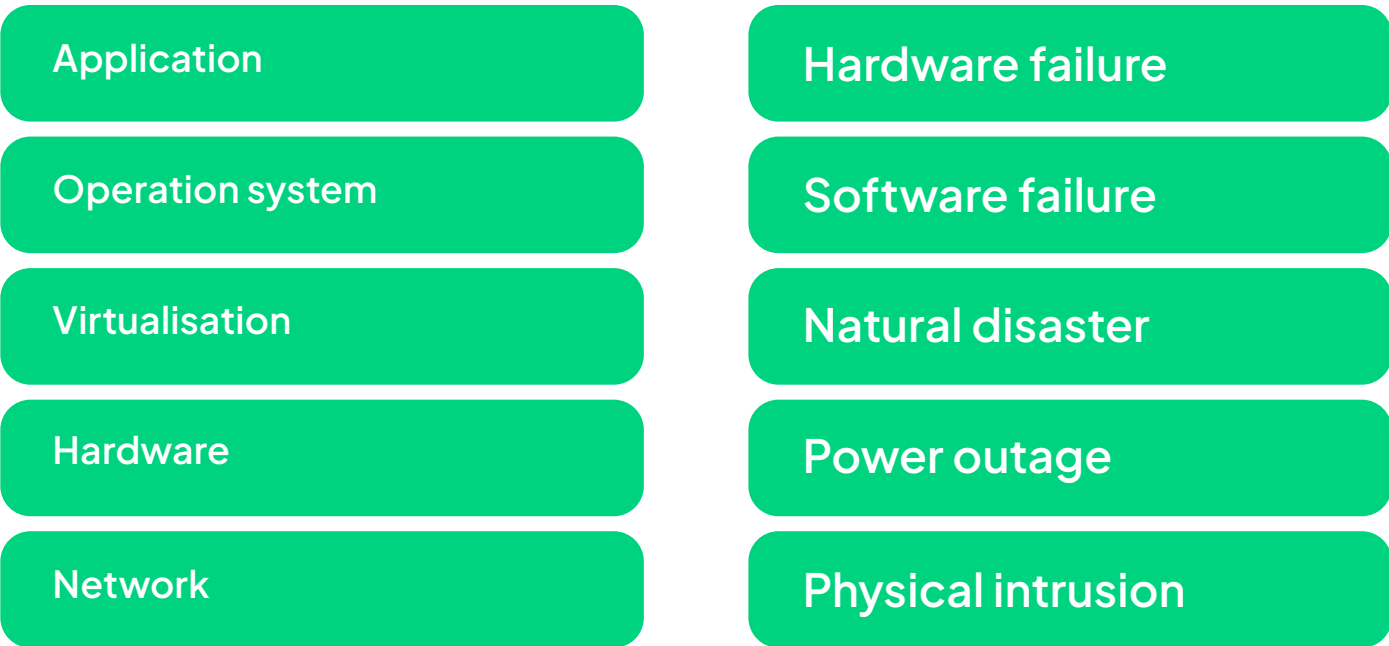 Application
Operation system
Virtualisation
Hardware
Network
Hardware failure
Software failure
Natural disaster
Power outage
Physical intrusion